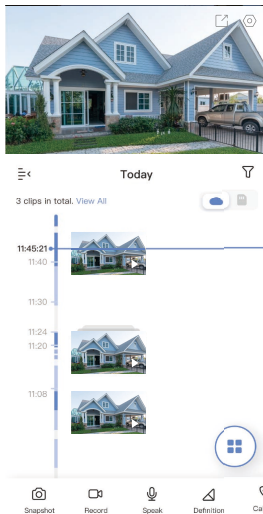 Today
3 clips in total. View All
11:45:21
11:40
11:30
11:24
11:20
11:08
Snapshot
Record
Speak
Definition